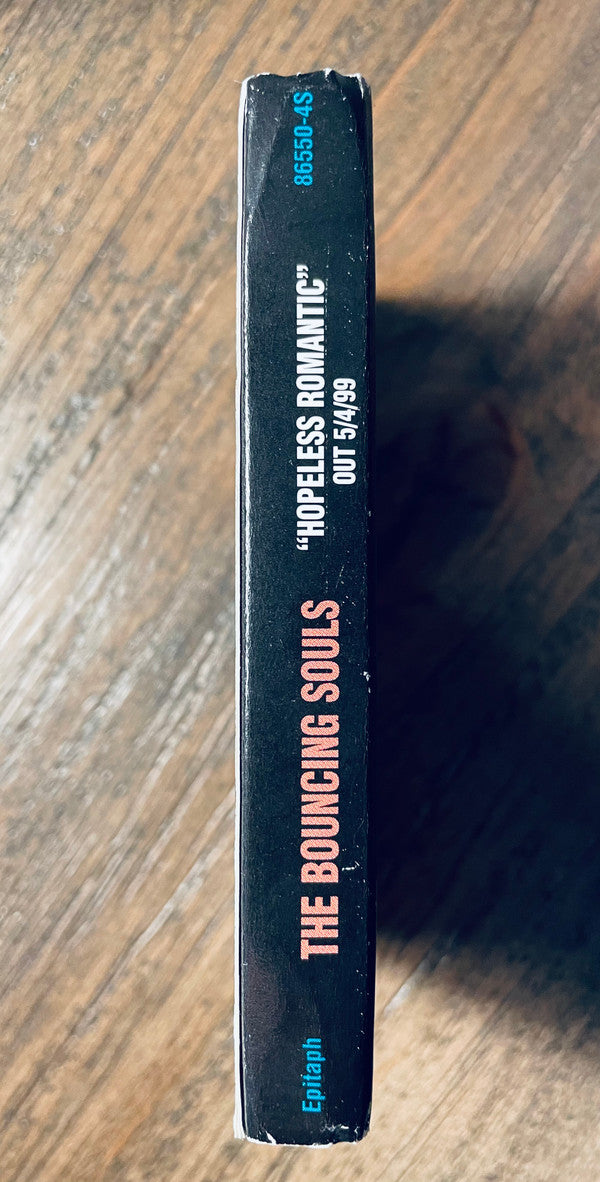 Epitaph
THE BOUNCING SOULS
"HOPELESS ROMANTIC"
OUT 5/4/99
86550-4S